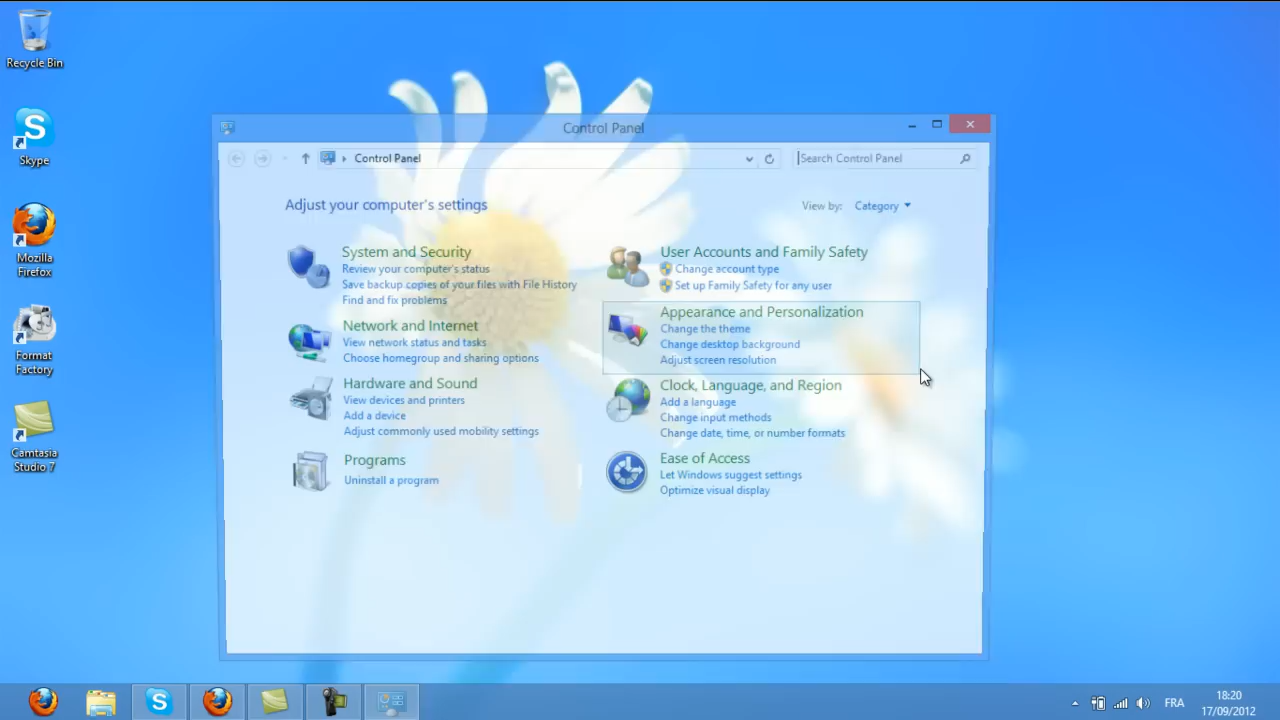 Recycle Bin
Skype
Mozilla
Firefox
Format
Factory
Camtasia
Studio 7
Control Panel
Control Panel
Search Control Panel
Adjust your computer's settings
View by: Category
System and Security
Review your computer's status
Save backup copies of your files with File History
Find and fix problems
Network and Internet
View network status and tasks
Choose homegroup and sharing options
Hardware and Sound
View devices and printers
Add a device
Adjust commonly used mobility settings
Programs
Uninstall a program
User Accounts and Family Safety
Change account type
Set up Family Safety for any user
Appearance and Personalization
Change the theme
Change desktop background
Adjust screen resolution
Clock, Language, and Region
Add a language
Change input methods
Change date, time, or number formats
Ease of Access
Let Windows suggest settings
Optimize visual display
FRA
18:20
17/09/2012